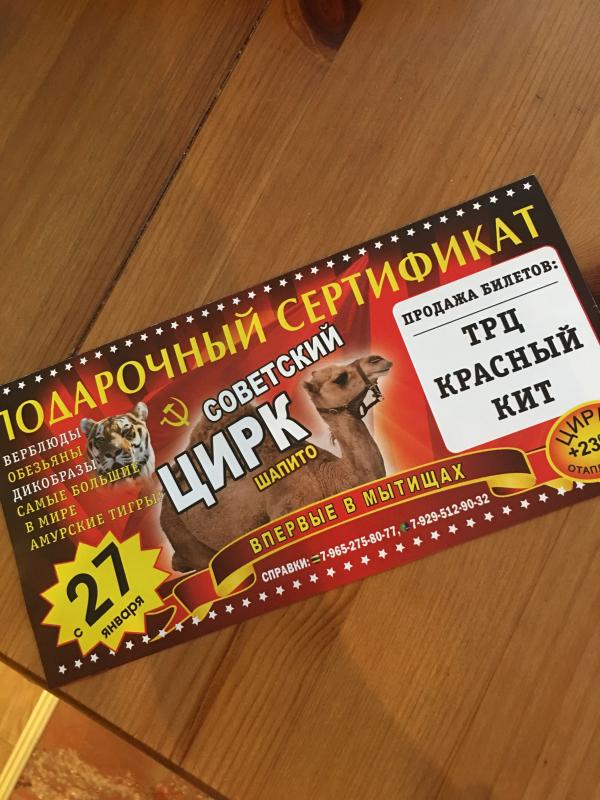 ПОДАРОЧНЫЙ СЕРТИФИКАТ
СОВЕТСКИЙ
ЦИРК
ШАПИТО
ВЕРБЛЮДЫ
ОБЕЗЬЯНЫ
ДИКОБРАЗЫ
САМЫЕ БОЛЬШИЕ
В МИРЕ
АМУРСКИЕ ТИГРЫ
с 27
января
ВПЕРВЫЕ В МЫТИЩАХ
СПРАВКИ: 7-965-275-80-77, 7-929-512-90-32
ПРОДАЖА БИЛЕТОВ:
ТРЦ
КРАСНЫЙ
КИТ
ЦИРК